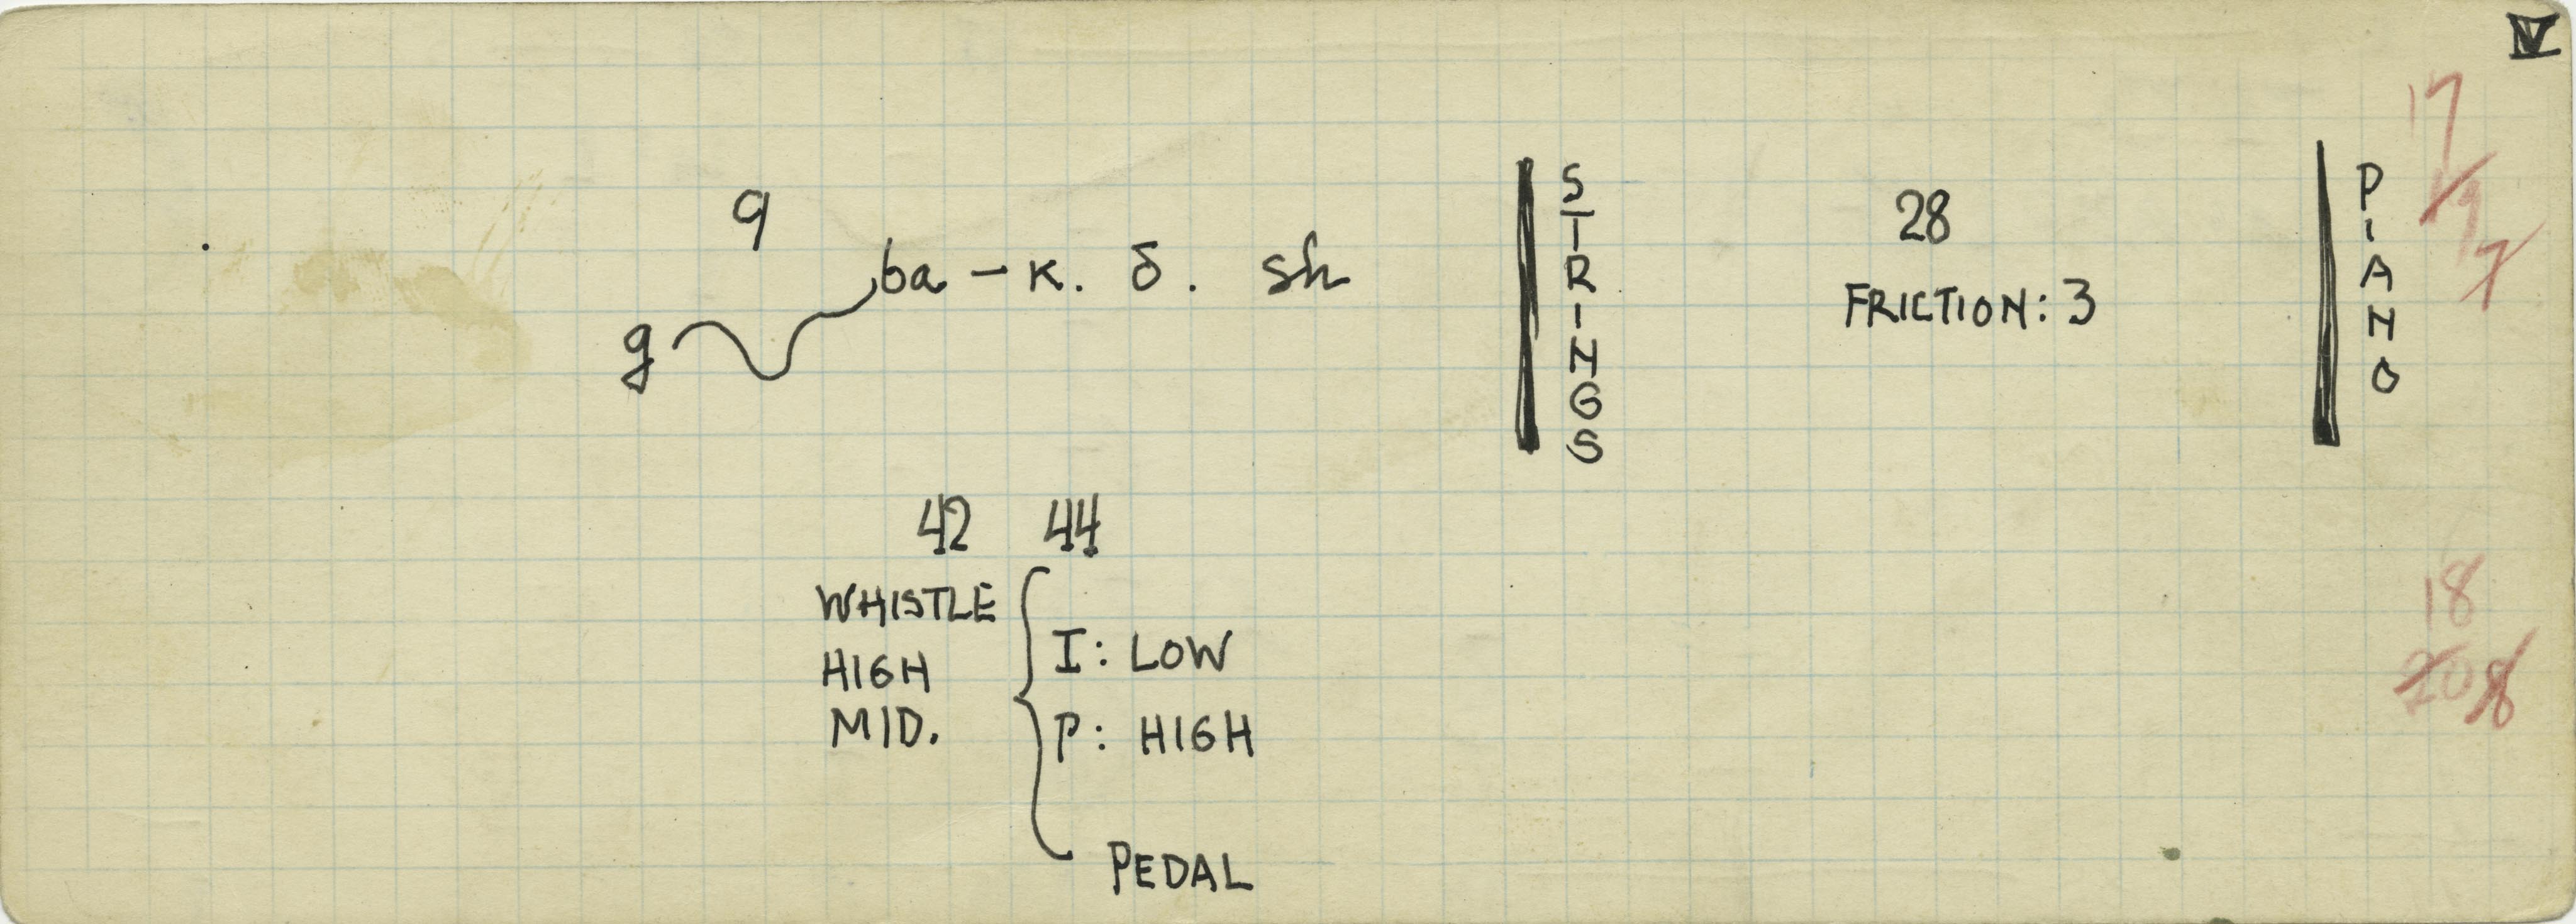 IV
17
19
7
9
g ba – κ. δ. sh
STRINGS
28
FRICTION: 3
PIANO
42 44
WHISTLE
HIGH
MID.
I: LOW
P: HIGH
PEDAL
18
20 8